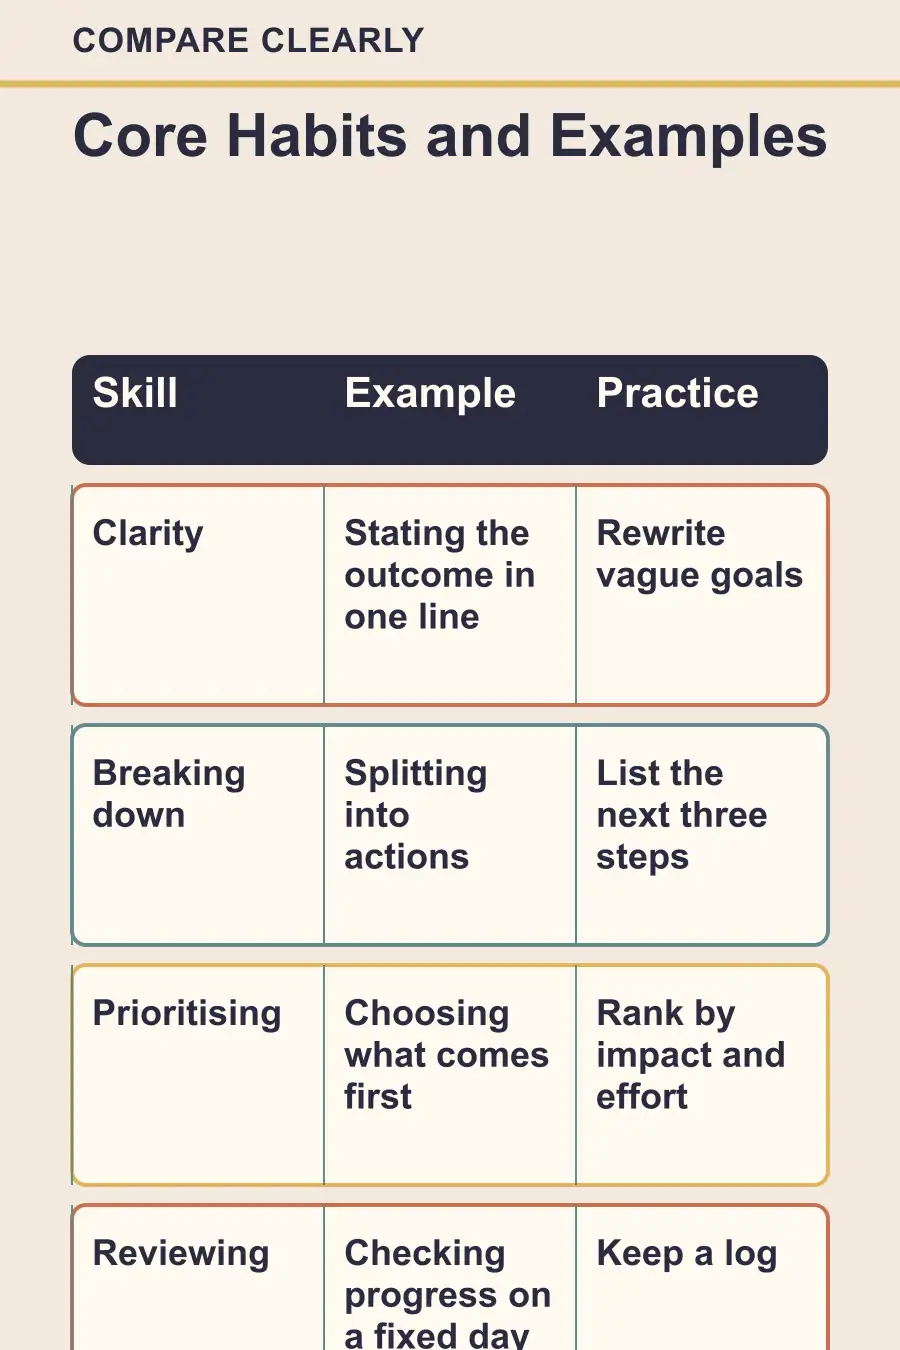 COMPARE CLEARLY
Core Habits and Examples
Skill Example Practice
Clarity
Stating the
outcome in
one line
Rewrite
vague goals
Breaking
down
Splitting
into
actions
List the
next three
steps
Prioritising
Choosing
what comes
first
Rank by
impact and
effort
Reviewing
Checking
progress on
a fixed day
Keep a log